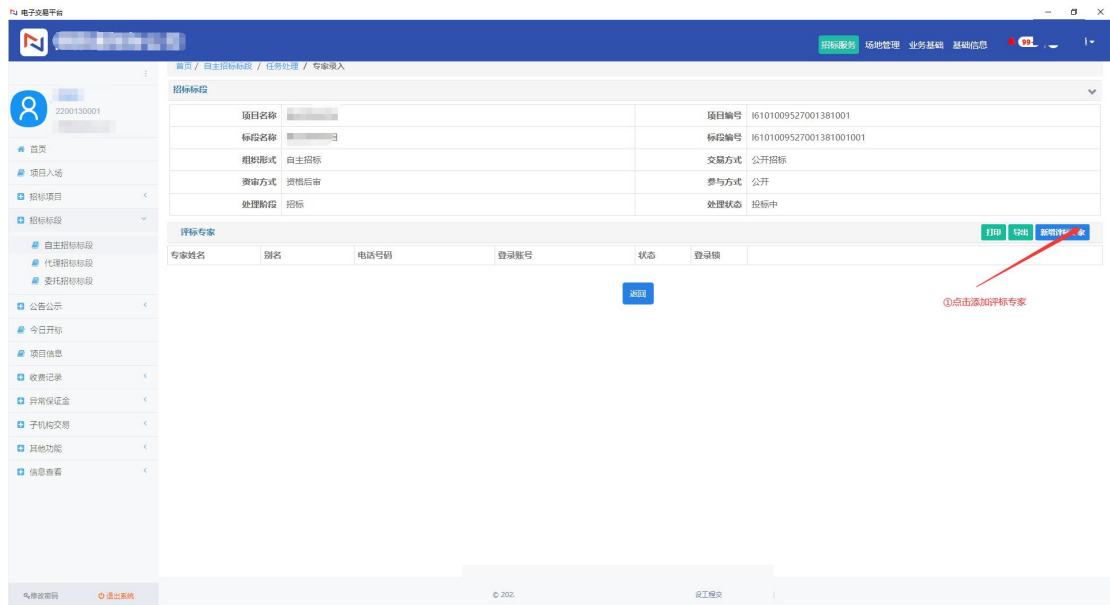 电子交易平台
招标服务 场地管理 业务基础 基础信息 99+
首页 / 自主招标标段 / 任务处理 / 专家录入
2200130001
首页
项目入场
招标项目
招标标段
自主招标标段
代理招标标段
委托招标标段
公告公示
今日开标
项目信息
收费记录
异常保证金
子机构交易
其他功能
信息查看
修改密码 退出系统
招标标段
项目名称 项目编号 I6101009527001381001
标段名称 标段编号 I6101009527001381001001
组织形式 自主招标 交易方式 公开招标
资审方式 资格后审 参与方式 公开
处理阶段 招标 处理状态 投标中
评标专家 打印 导出 新增评标专家
专家姓名 别名 电话号码 登录账号 状态 登录锁
返回
①点击添加评标专家
© 202 设工程交